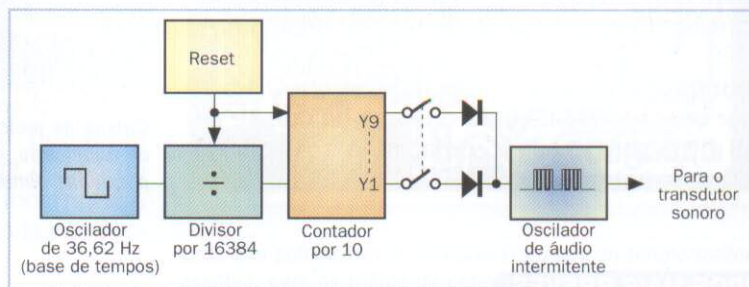 Reset
Y9
Y1
Oscilador
de 36,62 Hz
(base de tempos)
÷
Divisor
por 16384
Contador
por 10
Oscilador
de áudio
intermitente
Para o
transdutor
sonoro